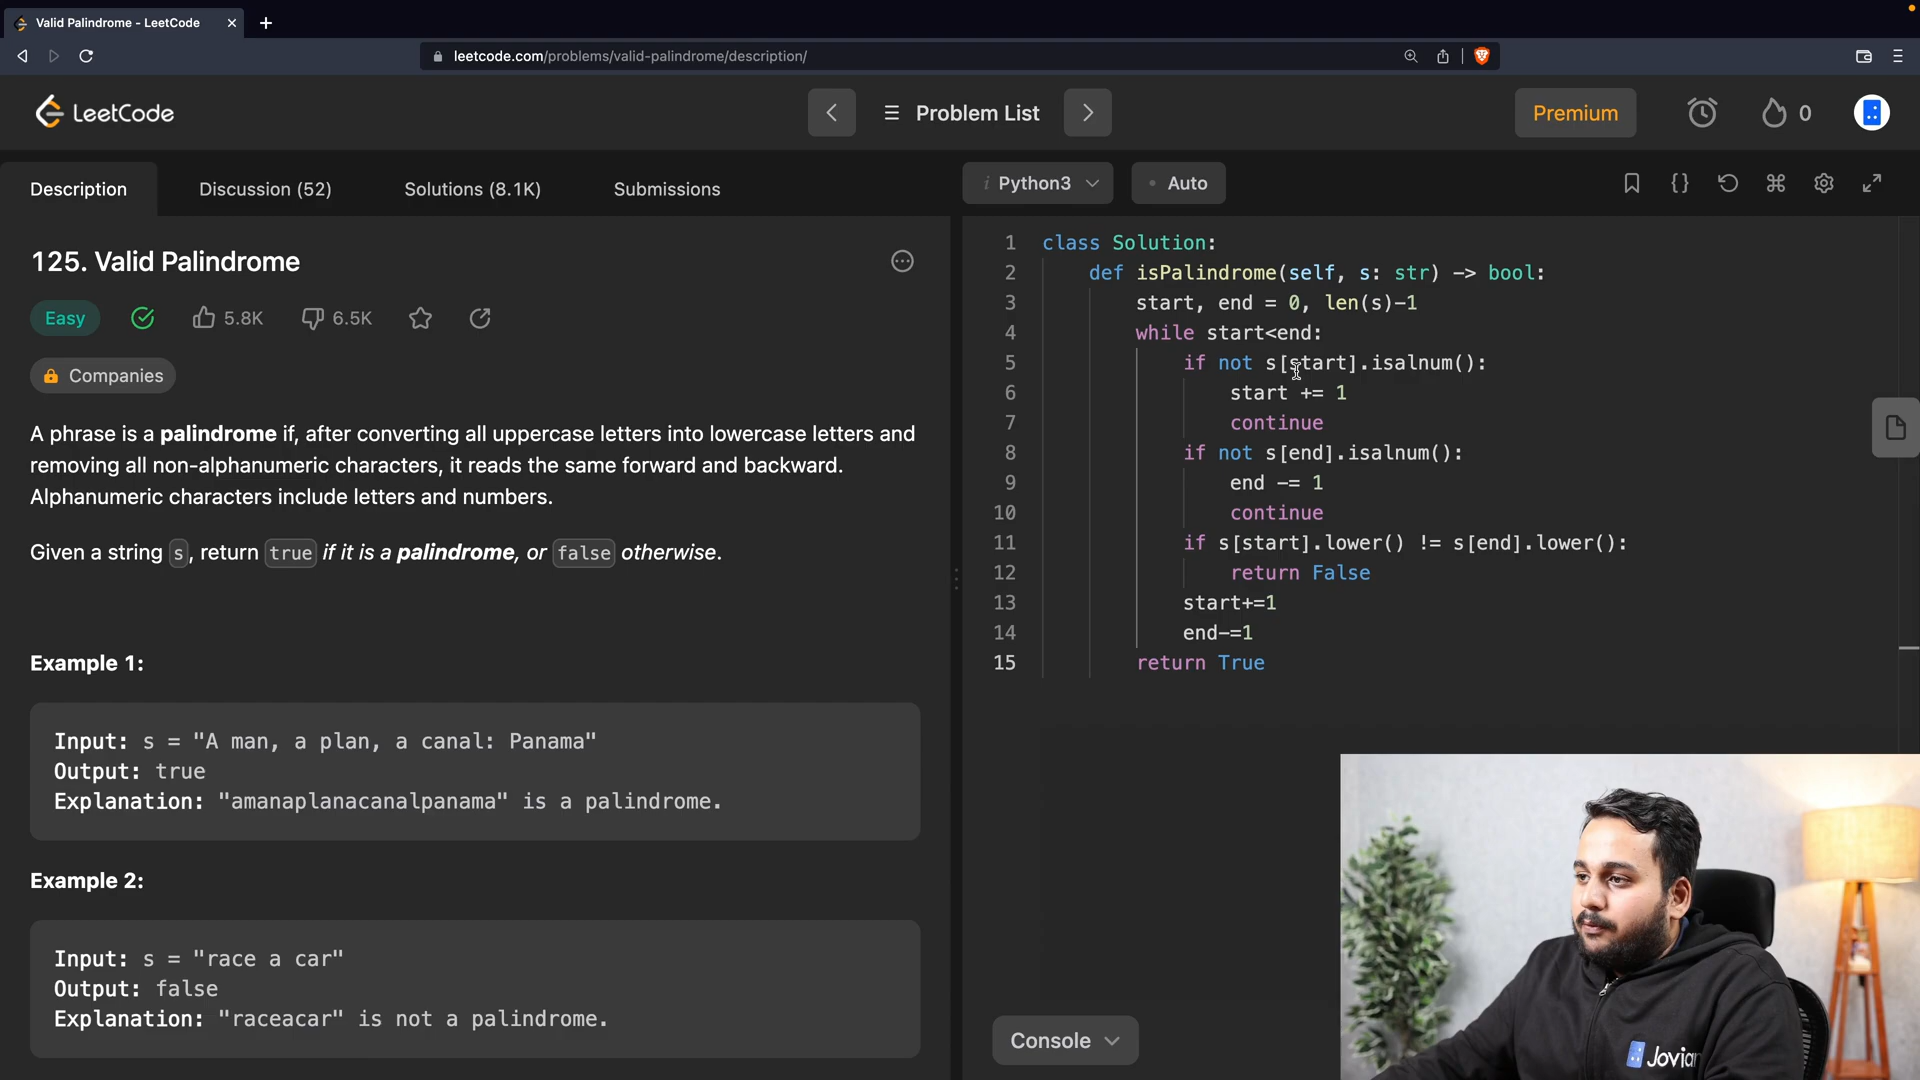 Valid Palindrome - LeetCode
leetcode.com/problems/valid-palindrome/description/
LeetCode
Problem List
Premium
0
Description
Discussion (52)
Solutions (8.1K)
Submissions
Python3
Auto
125. Valid Palindrome
Easy
5.8K
6.5K
Companies
A phrase is a palindrome if, after converting all uppercase letters into lowercase letters and
removing all non-alphanumeric characters, it reads the same forward and backward.
Alphanumeric characters include letters and numbers.
Given a string s, return true if it is a palindrome, or false otherwise.
Example 1:
Input: s = "A man, a plan, a canal: Panama"
Output: true
Explanation: "amanaplanacanalpanama" is a palindrome.
Example 2:
Input: s = "race a car"
Output: false
Explanation: "raceacar" is not a palindrome.
1 class Solution:
2 def isPalindrome(self, s: str) -> bool:
3 start, end = 0, len(s)-1
4 while start<end:
5 if not s[start].isalnum():
6 start += 1
7 continue
8 if not s[end].isalnum():
9 end -= 1
10 continue
11 if s[start].lower() != s[end].lower():
12 return False
13 start+=1
14 end-=1
15 return True
Console
Jovian